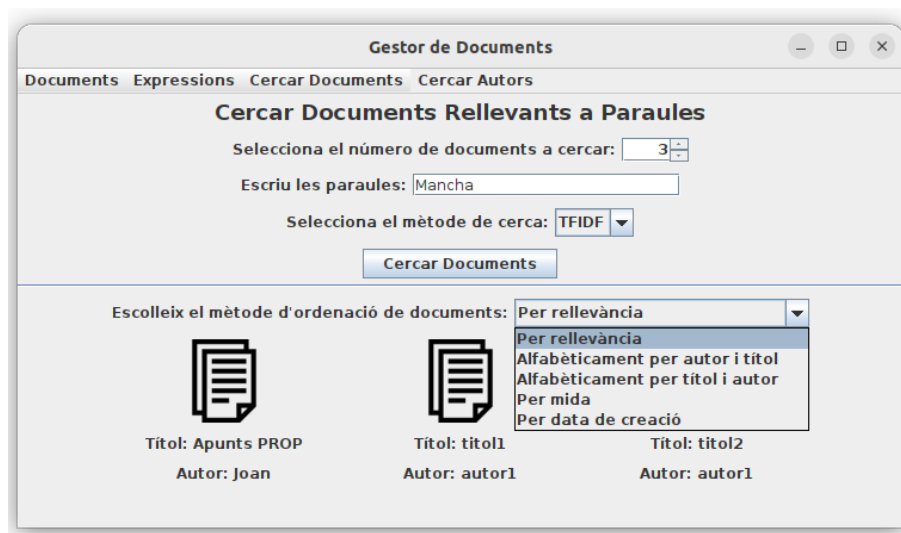 Gestor de Documents
Documents Expressions Cercar Documents Cercar Autors
Cercar Documents Rellevants a Paraules
Selecciona el número de documents a cercar: 3
Escriu les paraules: Mancha
Selecciona el mètode de cerca: TFIDF
Cercar Documents
Escolleix el mètode d'ordenació de documents: Per rellevància
Per rellevància
Alfabèticament per autor i títol
Alfabèticament per títol i autor
Per mida
Per data de creació
Títol: Apunts PROP Títol: titol1 Títol: titol2
Autor: Joan Autor: autor1 Autor: autor1